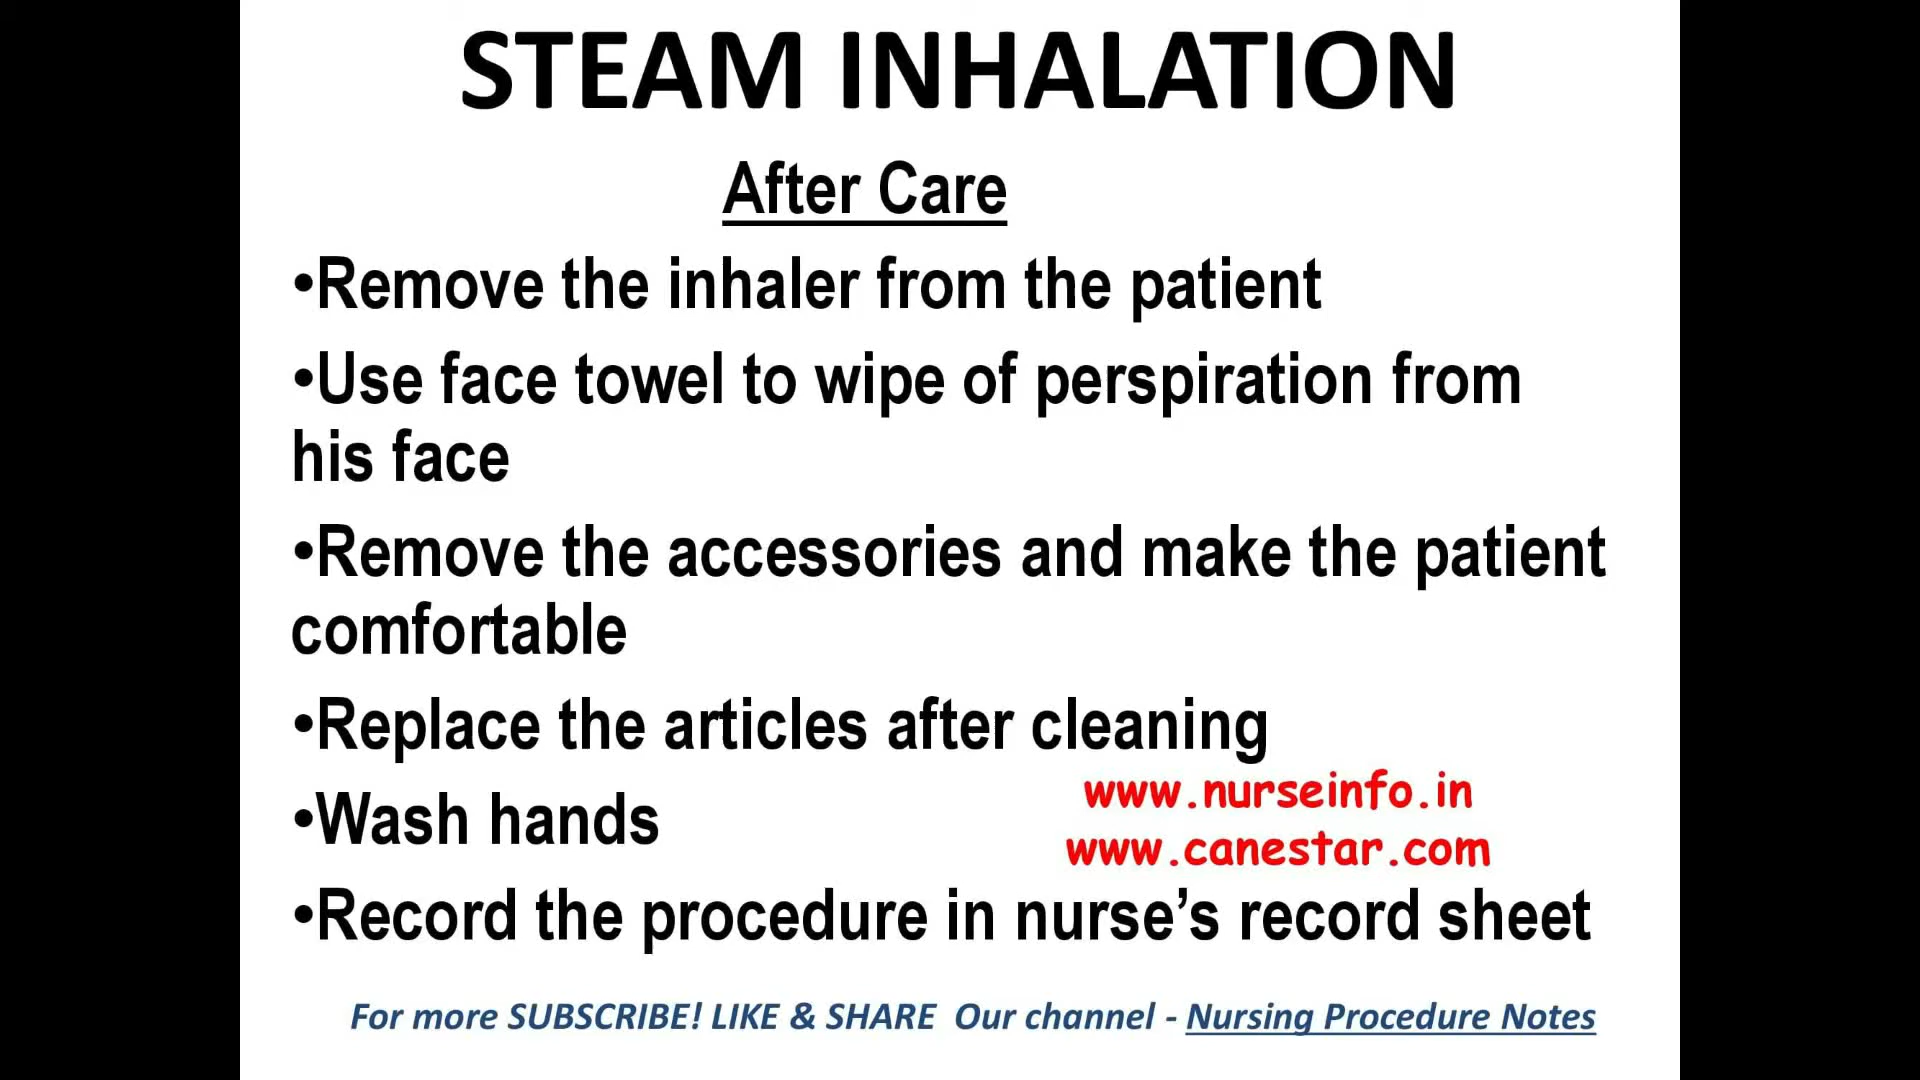 STEAM INHALATION
After Care
•Remove the inhaler from the patient
•Use face towel to wipe of perspiration from
his face
•Remove the accessories and make the patient
comfortable
•Replace the articles after cleaning
www.nurseinfo.in
•Wash hands
www.canestar.com
•Record the procedure in nurse’s record sheet
For more SUBSCRIBE! LIKE & SHARE  Our channel - Nursing Procedure Notes